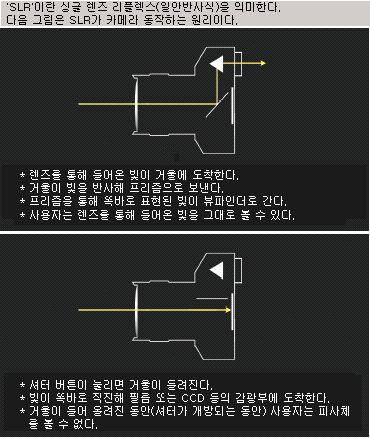 'SLR'이란 싱글 렌즈 리플렉스(일안반사식)을 의미한다.
다음 그림은 SLR가 카메라 동작하는 원리이다.
* 렌즈를 통해 들어온 빛이 거울에 도착한다.
* 거울이 빛을 반사해 프리즘으로 보낸다.
* 프리즘을 통해 똑바로 표현된 빛이 뷰파인더로 간다.
* 사용자는 렌즈를 통해 들어온 빛을 그대로 볼 수 있다.
* 셔터 버튼이 눌리면 거울이 들려진다.
* 빛이 똑바로 직진해 필름 또는 CCD 등의 감광부에 도착한다.
* 거울이 들어 올려진 동안(셔터가 개방되는 동안) 사용자는 피사체
를 볼 수 없다.